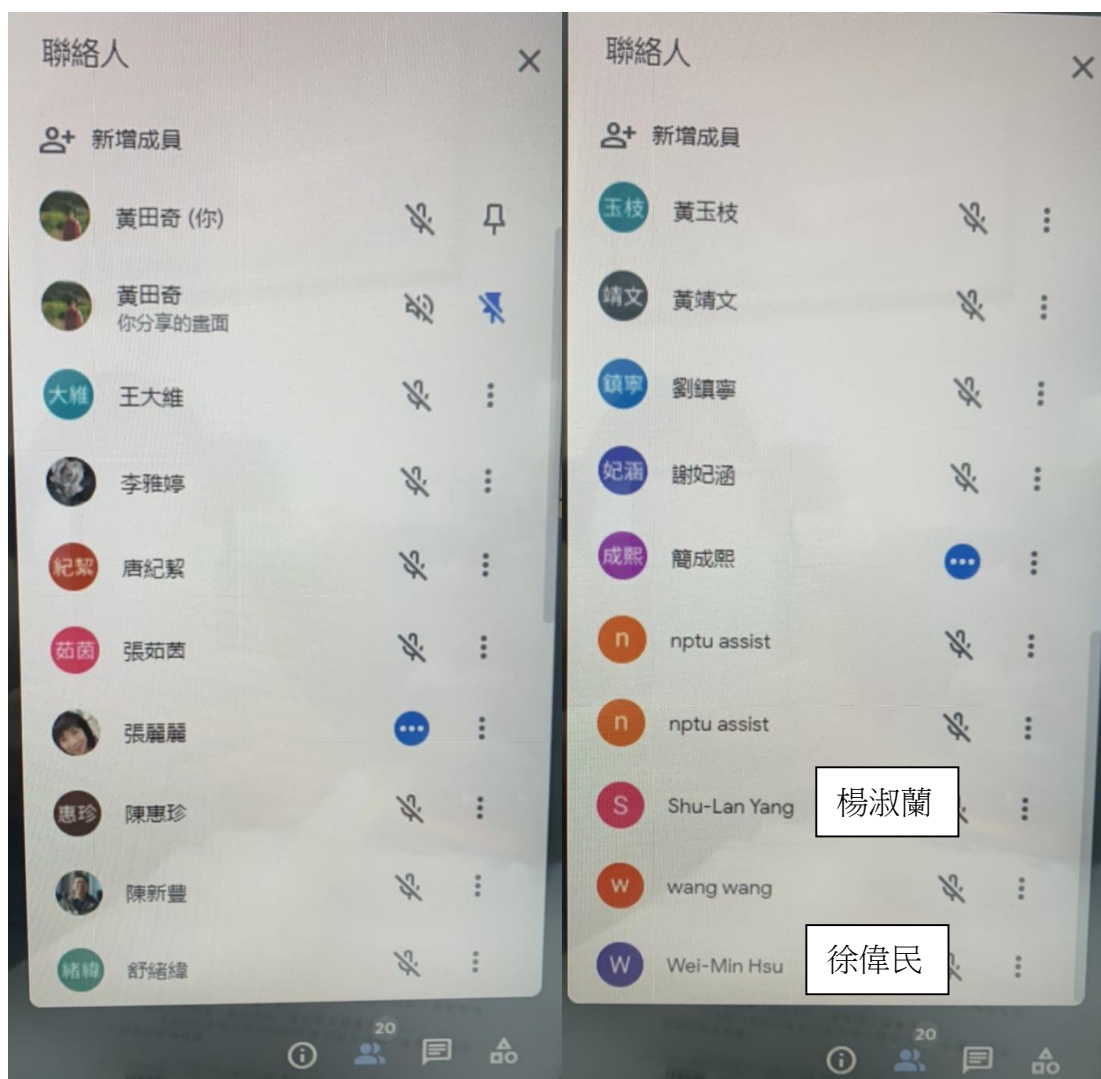 聯絡人
新增成員
黃田奇 (你)
黃田奇
你分享的畫面
大維 王大維
李雅婷
紀絜 唐紀絜
茹茵 張茹茵
張麗麗
惠珍 陳惠珍
陳新豐
緒緯 舒緒緯
20
聯絡人
新增成員
玉枝 黃玉枝
靖文 黃靖文
鎮寧 劉鎮寧
妃涵 謝妃涵
成熙 簡成熙
n nptu assist
n nptu assist
S Shu-Lan Yang 楊淑蘭
w wang wang
W Wei-Min Hsu 徐偉民
20